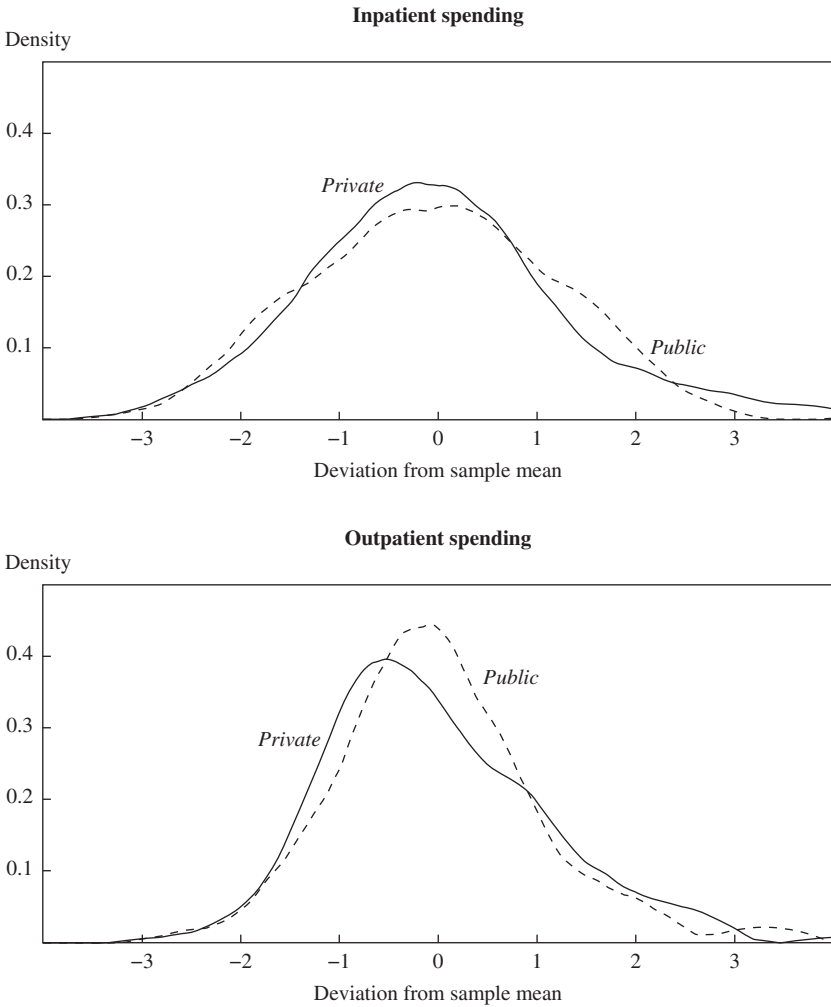 Inpatient spending
Density
0.4
Private
0.3
0.2
Public
0.1
−3 −2 −1 0 1 2 3
Deviation from sample mean
Outpatient spending
Density
0.4
Public
0.3
Private
0.2
0.1
−3 −2 −1 0 1 2 3
Deviation from sample mean